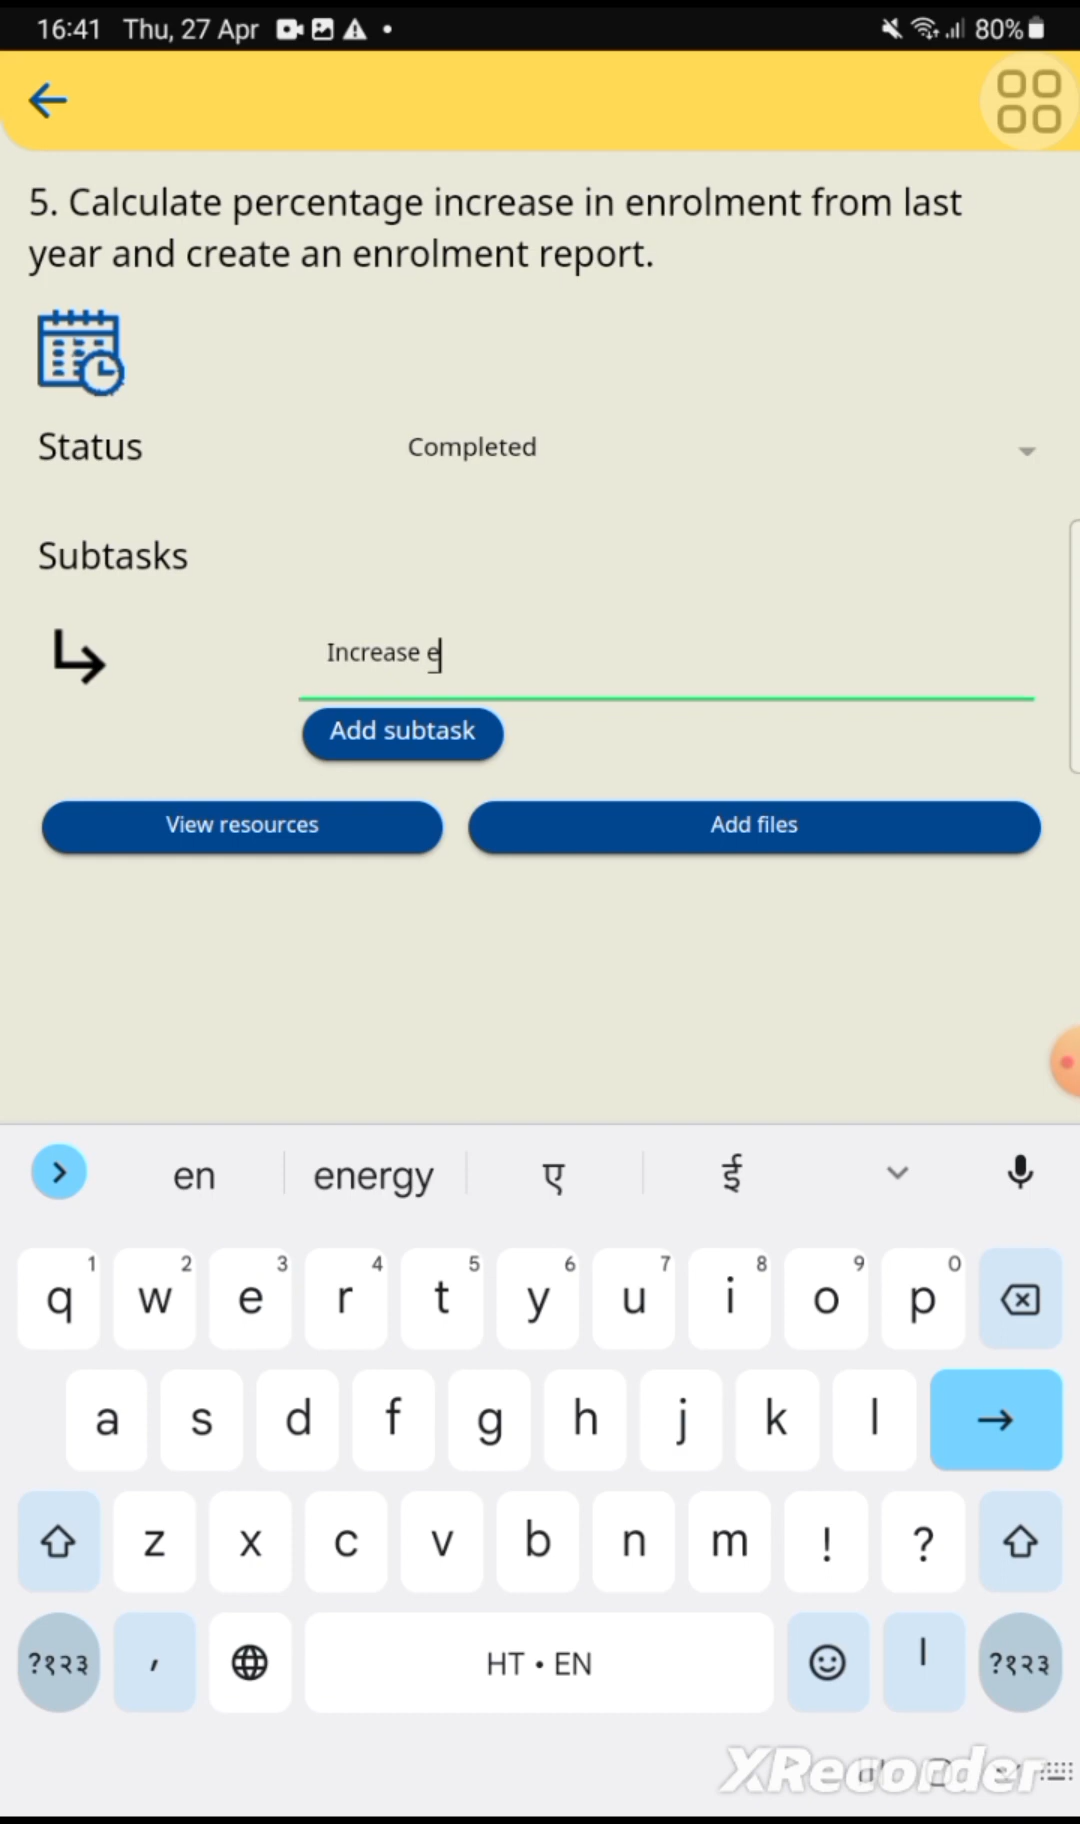 16:41 Thu, 27 Apr 80%
5. Calculate percentage increase in enrolment from last
year and create an enrolment report.
Status Completed
Subtasks
Increase e
Add subtask
View resources Add files
en energy ए ई
q 1 w 2 e 3 r 4 t 5 y 6 u 7 i 8 o 9 p 0
a s d f g h j k l
z x c v b n m ! ?
?१२३ , HT • EN । ?१२३
XRecorder